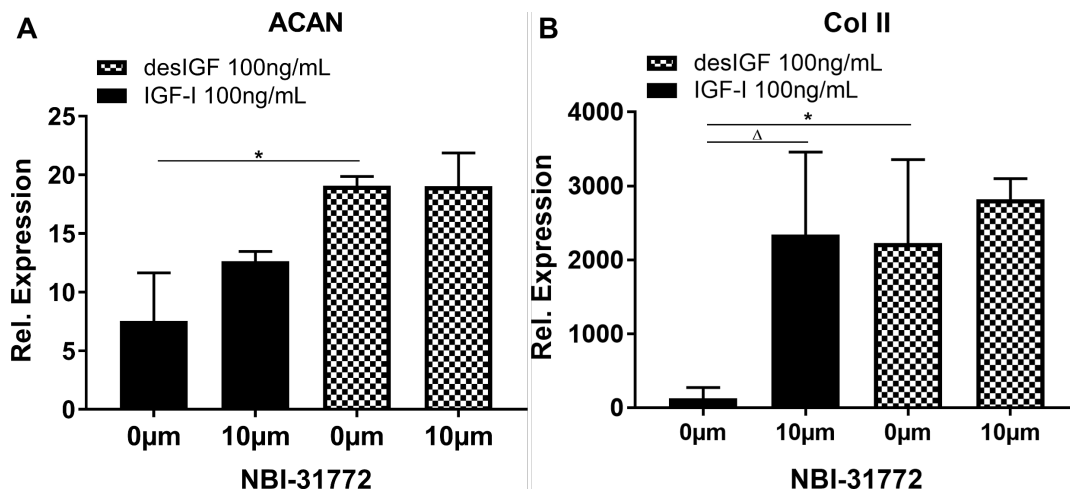 A
ACAN
desIGF 100ng/mL
IGF-I 100ng/mL
Rel. Expression
25
20
15
10
5
0
*
0µm 10µm 0µm 10µm
NBI-31772
B
Col II
desIGF 100ng/mL
IGF-I 100ng/mL
Rel. Expression
4000
3000
2000
1000
0
*
Δ
0µm 10µm 0µm 10µm
NBI-31772